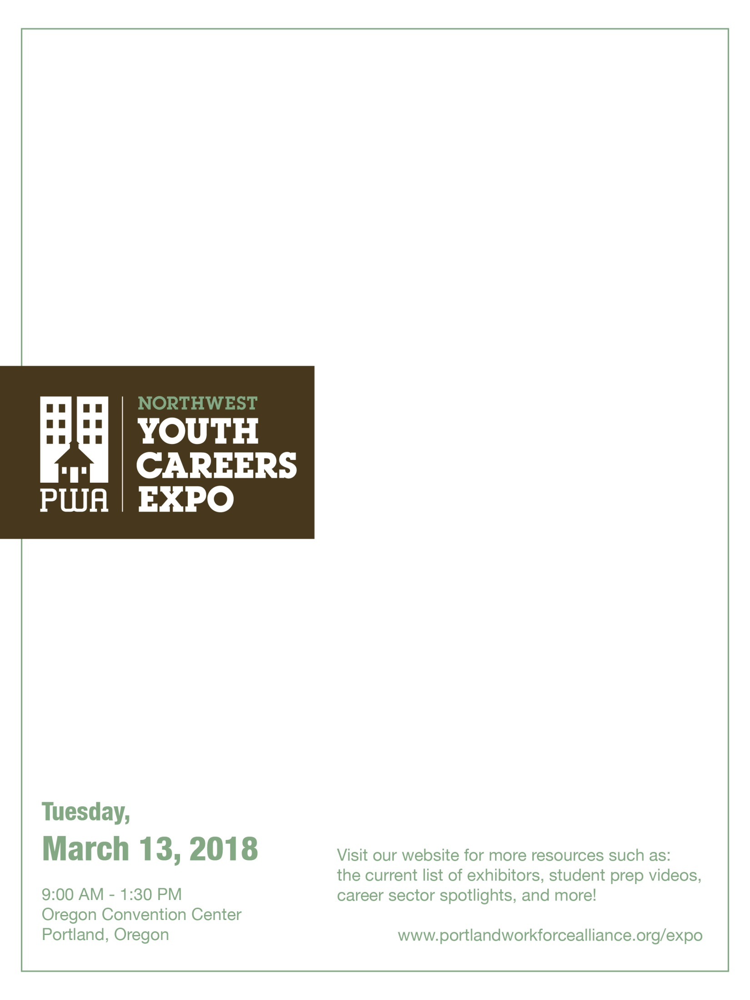 PWA
NORTHWEST
YOUTH
CAREERS
EXPO
Tuesday,
March 13, 2018
9:00 AM - 1:30 PM
Oregon Convention Center
Portland, Oregon
Visit our website for more resources such as:
the current list of exhibitors, student prep videos,
career sector spotlights, and more!
www.portlandworkforcealliance.org/expo